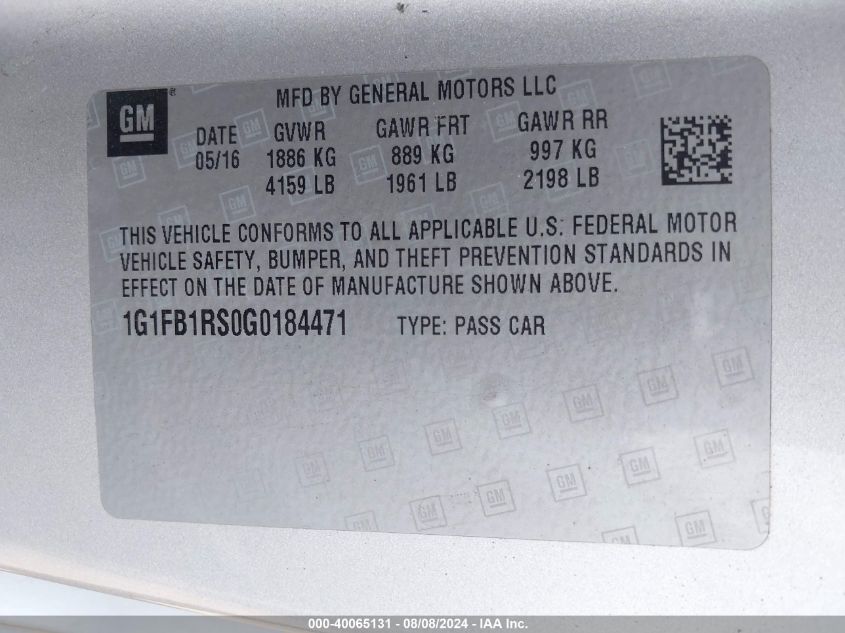 GM ®
MFD BY GENERAL MOTORS LLC
DATE GVWR GAWR FRT GAWR RR
05/16 1886 KG 889 KG 997 KG
4159 LB 1961 LB 2198 LB
THIS VEHICLE CONFORMS TO ALL APPLICABLE U.S. FEDERAL MOTOR
VEHICLE SAFETY, BUMPER, AND THEFT PREVENTION STANDARDS IN
EFFECT ON THE DATE OF MANUFACTURE SHOWN ABOVE.
1G1FB1RS0G0184471 TYPE: PASS CAR
000-40065131 - 08/08/2024 - IAA Inc.